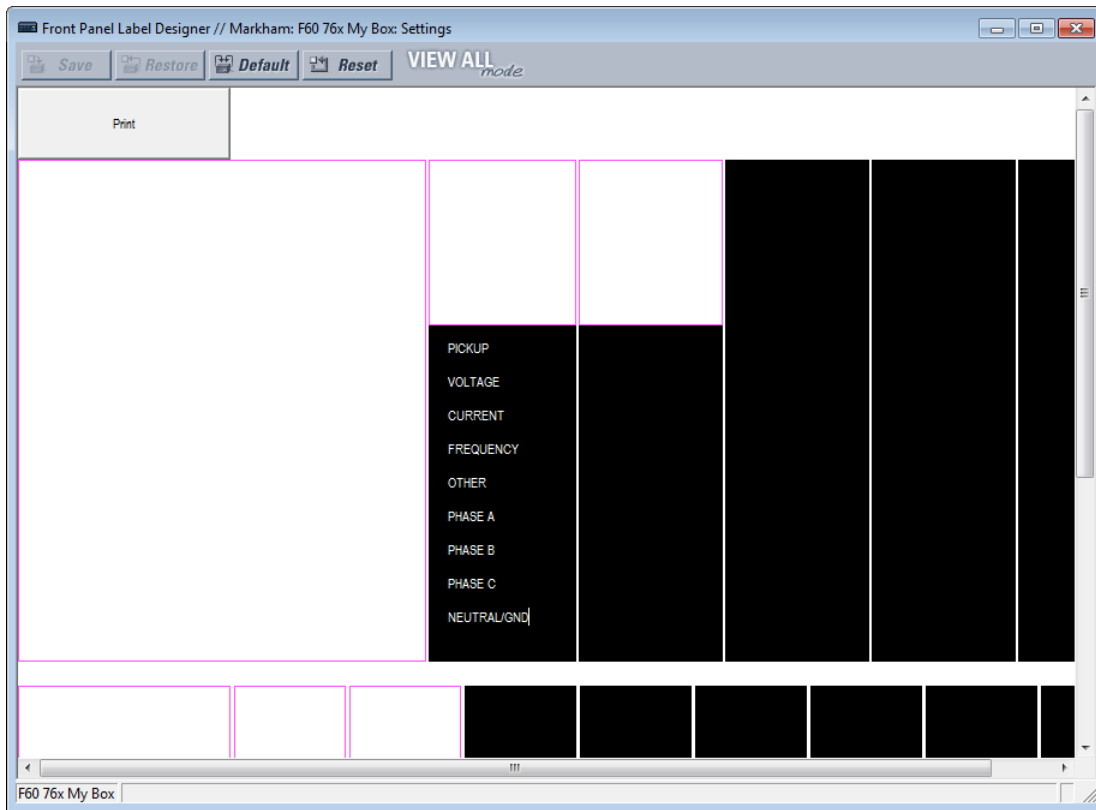 Front Panel Label Designer // Markham: F60 76x My Box: Settings
Save Restore Default Reset VIEW ALL mode
Print
PICKUP
VOLTAGE
CURRENT
FREQUENCY
OTHER
PHASE A
PHASE B
PHASE C
NEUTRAL/GND
F60 76x My Box